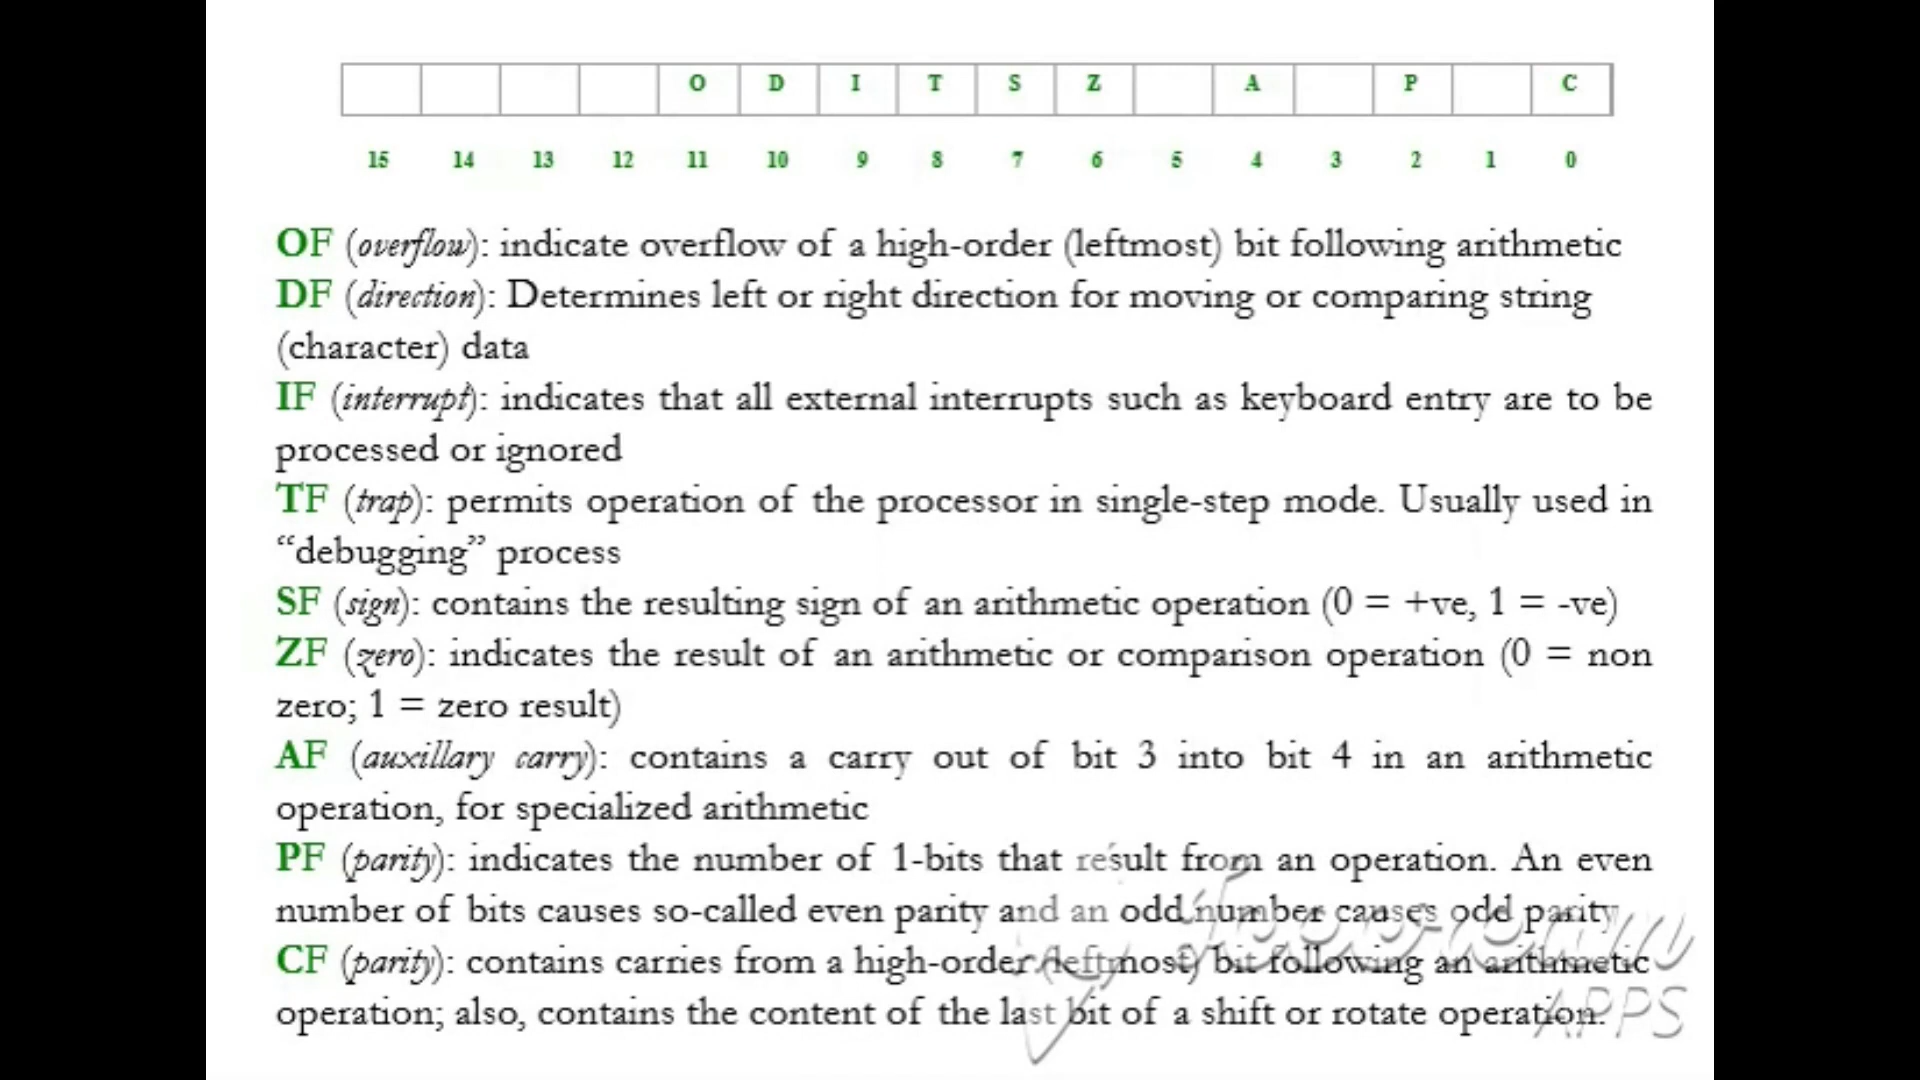 O D I T S Z A P C
15 14 13 12 11 10 9 8 7 6 5 4 3 2 1 0
OF (overflow): indicate overflow of a high-order (leftmost) bit following arithmetic
DF (direction): Determines left or right direction for moving or comparing string
(character) data
IF (interrupt): indicates that all external interrupts such as keyboard entry are to be
processed or ignored
TF (trap): permits operation of the processor in single-step mode. Usually used in
“debugging” process
SF (sign): contains the resulting sign of an arithmetic operation (0 = +ve, 1 = -ve)
ZF (zero): indicates the result of an arithmetic or comparison operation (0 = non
zero; 1 = zero result)
AF (auxillary carry): contains a carry out of bit 3 into bit 4 in an arithmetic
operation, for specialized arithmetic
PF (parity): indicates the number of 1-bits that result from an operation. An even
number of bits causes so-called even parity and an odd number causes odd parity
CF (parity): contains carries from a high-order (leftmost) bit following an arithmetic
operation; also, contains the content of the last bit of a shift or rotate operation.
APPS